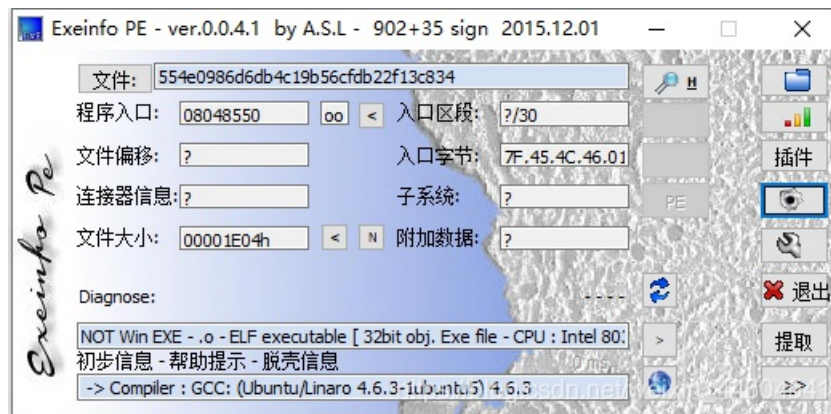 Exeinfo PE - ver.0.0.4.1 by A.S.L - 902+35 sign 2015.12.01
文件: 554e0986d6db4c19b56cfdb22f13c834 H
程序入口: 08048550 oo < 入口区段: ?/30
文件偏移: ? 入口字节: 7F.45.4C.46.01 插件
连接器信息: ? 子系统: ? PE
文件大小: 00001E04h < N 附加数据: ?
Exeinfo Pe
Diagnose: ---- 退出
NOT Win EXE - .o - ELF executable [ 32bit obj. Exe file - CPU : Intel 80 > 提取
初步信息 - 帮助提示 - 脱壳信息
-> Compiler : GCC: (Ubuntu/Linaro 4.6.3-1ubuntu5) 4.6.3 >>